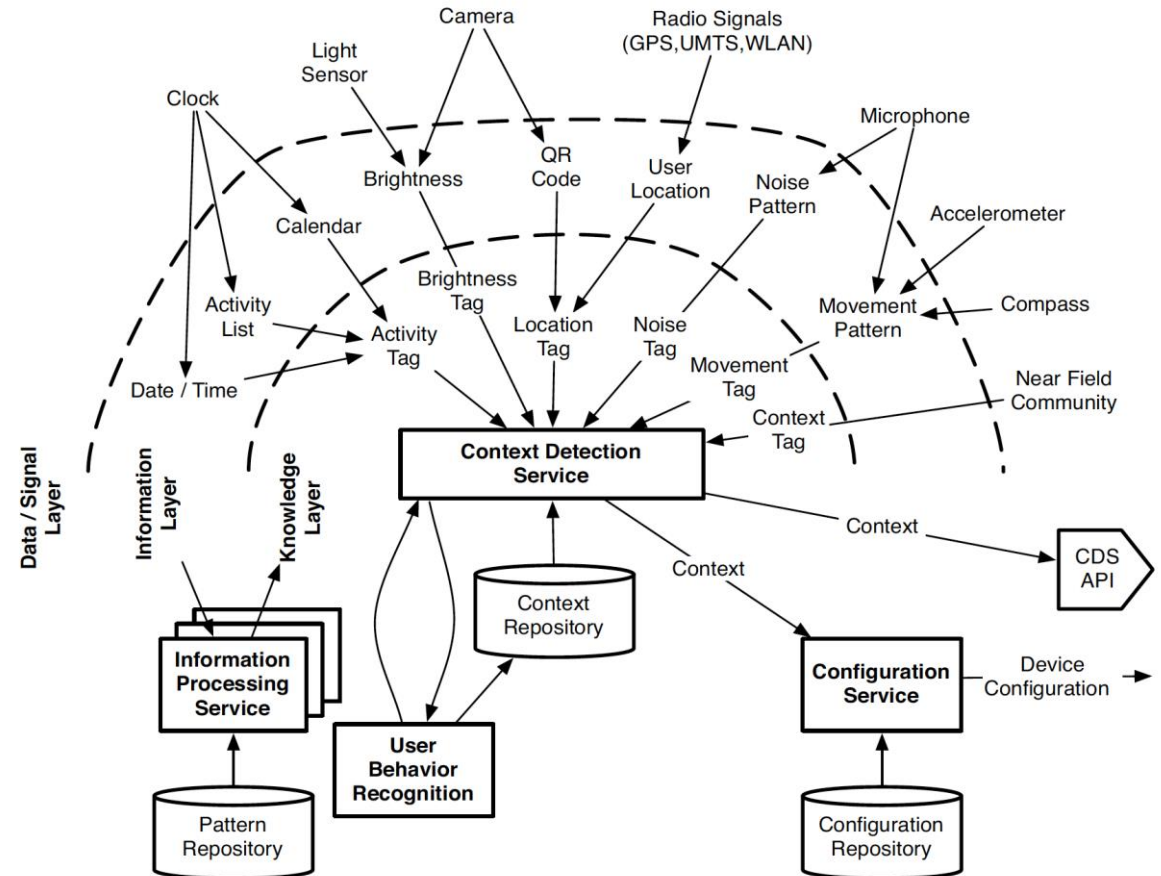 Camera
Radio Signals
(GPS,UMTS,WLAN)
Light
Sensor
Clock
Microphone
Brightness
QR
Code
User
Location
Noise
Pattern
Calendar
Accelerometer
Brightness
Tag
Activity
List
Activity
Tag
Location
Tag
Noise
Tag
Movement
Pattern
Compass
Movement
Tag
Date / Time
Near Field
Community
Context
Tag
Context Detection
Service
Data / Signal
Layer
Information
Layer
Knowledge
Layer
Context
CDS
API
Context
Context
Repository
Information
Processing
Service
Configuration
Service
Device
Configuration
User
Behavior
Recognition
Pattern
Repository
Configuration
Repository